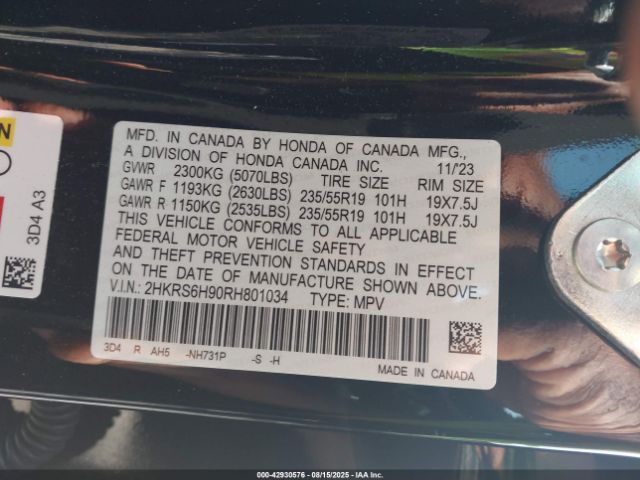 N
3D4 A3
MFD. IN CANADA BY HONDA OF CANADA MFG.,
A DIVISION OF HONDA CANADA INC. 11/'23
GVWR 2300KG (5070LBS) TIRE SIZE RIM SIZE
GAWR F 1193KG (2630LBS) 235/55R19 101H 19X7.5J
GAWR R 1150KG (2535LBS) 235/55R19 101H 19X7.5J
THIS VEHICLE CONFORMS TO ALL APPLICABLE
FEDERAL MOTOR VEHICLE SAFETY
AND THEFT PREVENTION STANDARDS IN EFFECT
ON THE DATE OF MANUFACTURE SHOWN ABOVE.
V.I.N.: 2HKRS6H90RH801034 TYPE: MPV
3D4 R AH5 -NH731P -S -H
MADE IN CANADA
000-42930576 - 08/15/2025 - IAA Inc.